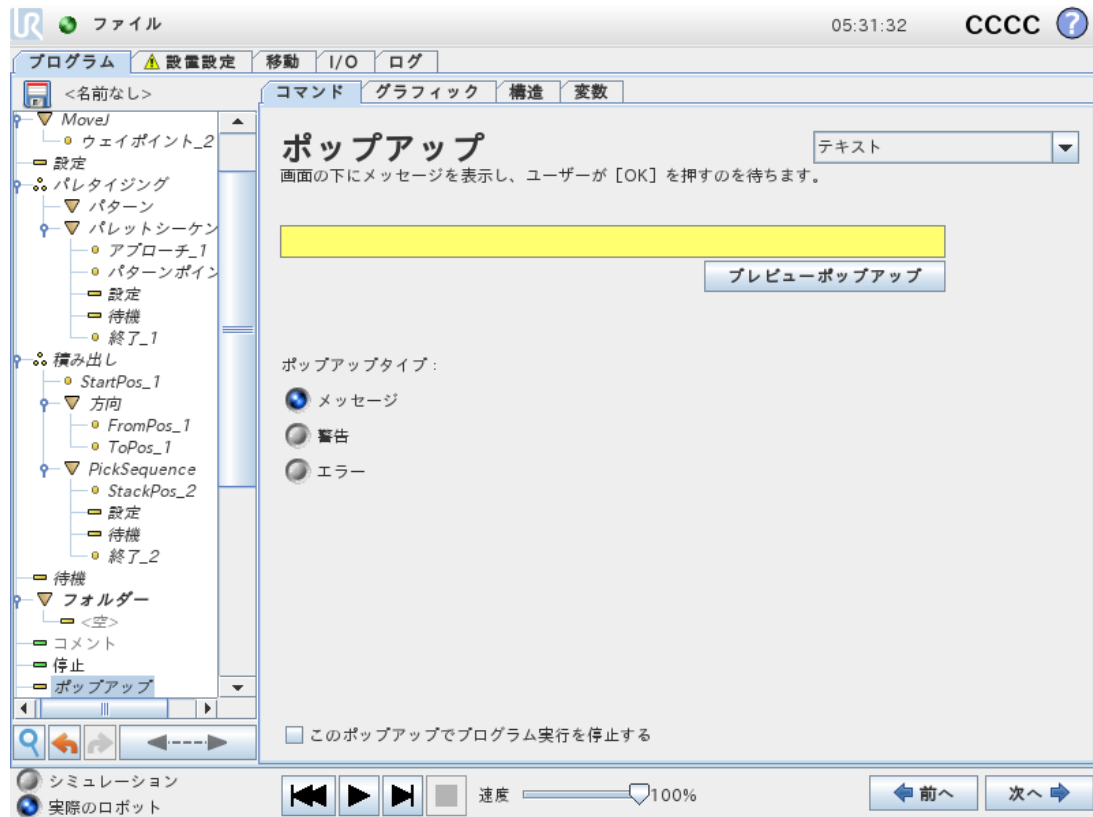 UR ファイル 05:31:32 CCCC ?
プログラム 設置設定 移動 I/O ログ
<名前なし>
コマンド グラフィック 構造 変数
MoveJ
ウェイポイント_2
設定
パレタイジング
パターン
パレットシーケン
アプローチ_1
パターンポイン
設定
待機
終了_1
積み出し
StartPos_1
方向
FromPos_1
ToPos_1
PickSequence
StackPos_2
設定
待機
終了_2
待機
フォルダー
<空>
コメント
停止
ポップアップ
ポップアップ
テキスト
画面の下にメッセージを表示し、ユーザーが［OK］を押すのを待ちます。
プレビューポップアップ
ポップアップタイプ：
メッセージ
警告
エラー
このポップアップでプログラム実行を停止する
シミュレーション
実際のロボット
速度 100%
前へ 次へ